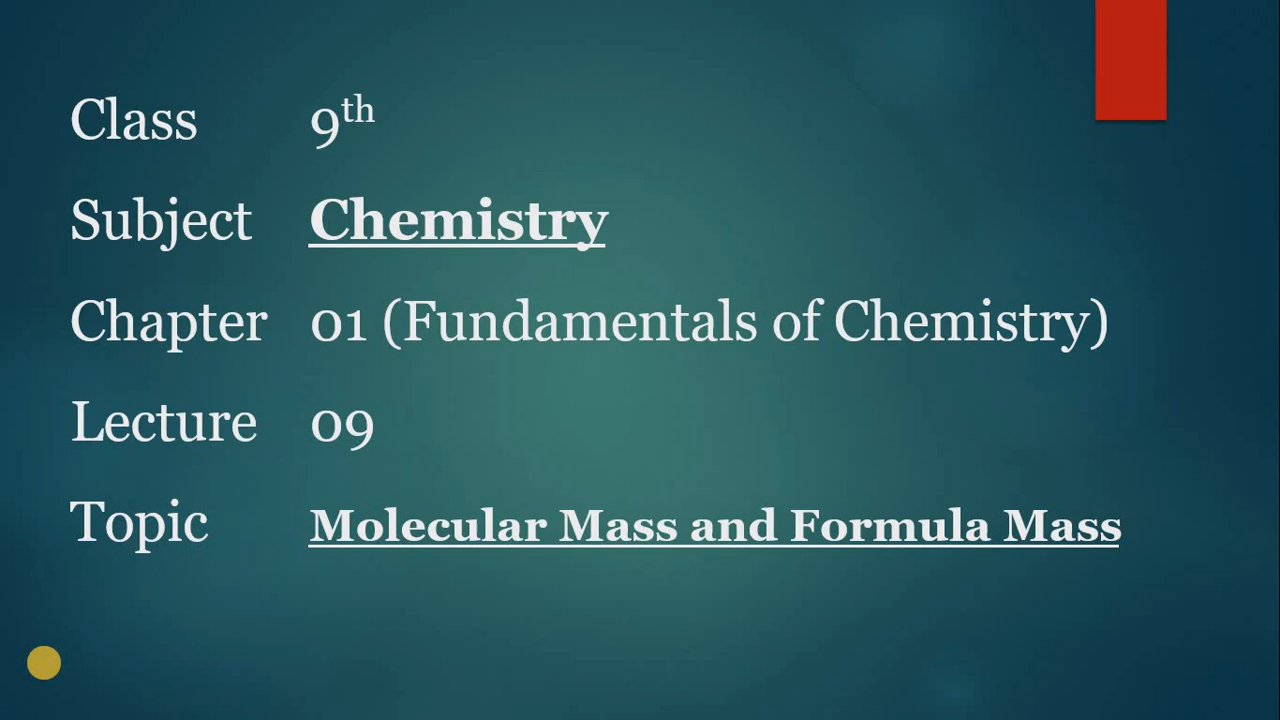 Class 9th
Subject Chemistry
Chapter 01 (Fundamentals of Chemistry)
Lecture 09
Topic Molecular Mass and Formula Mass